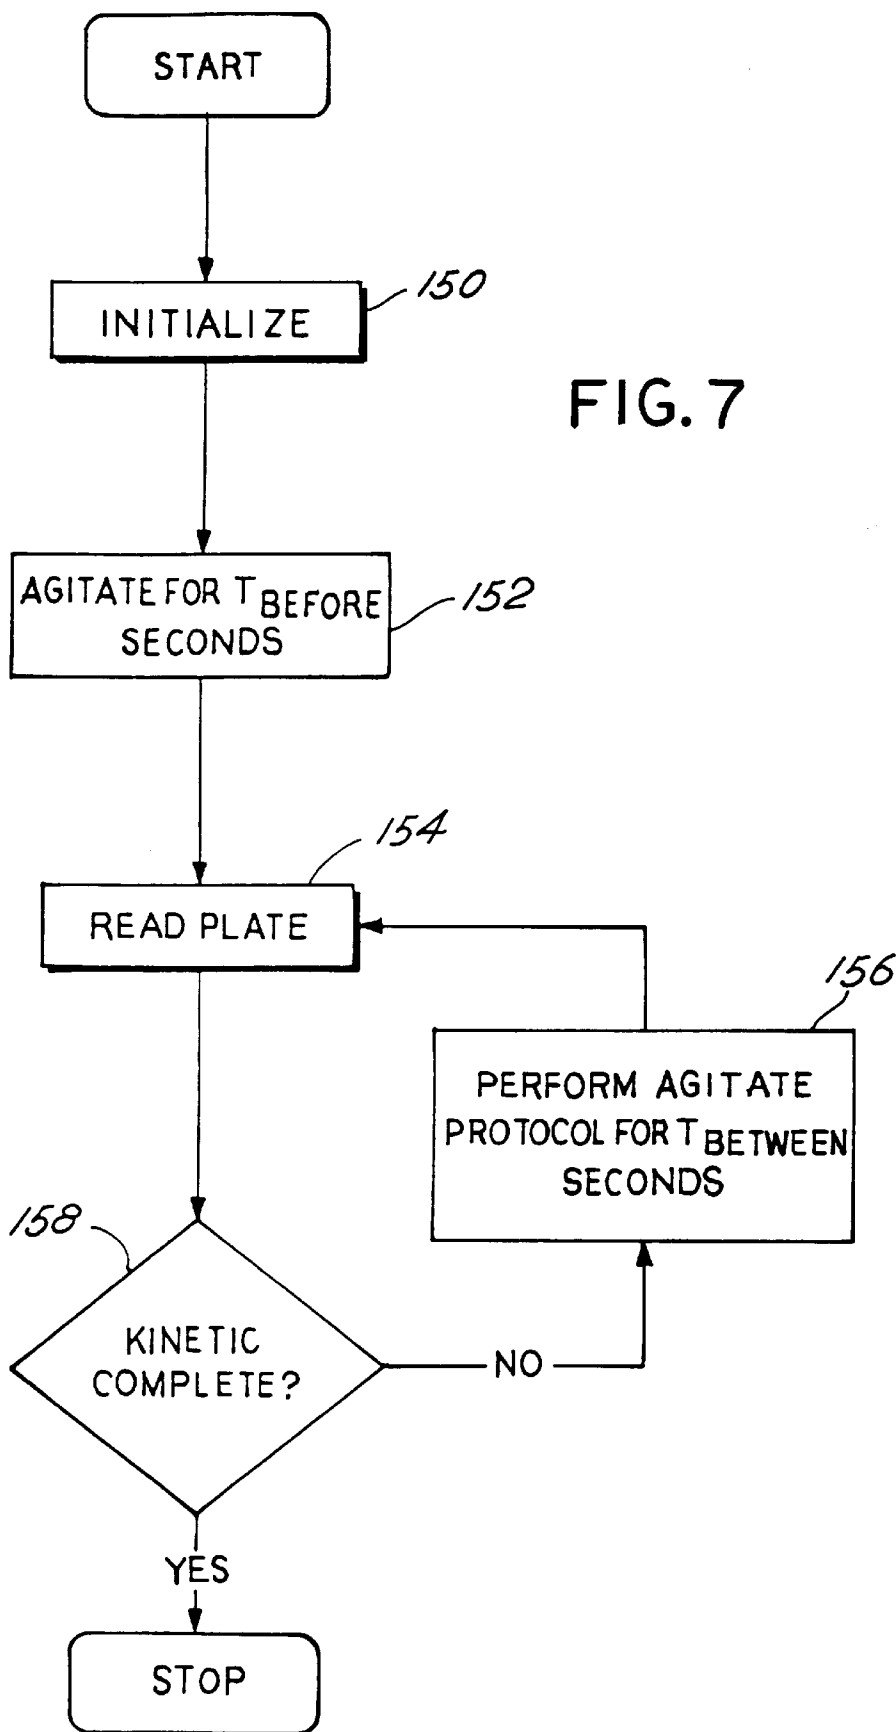 START
INITIALIZE
150
FIG. 7
AGITATE FOR T BEFORE
SECONDS
152
154
READ PLATE
156
PERFORM AGITATE
PROTOCOL FOR T BETWEEN
SECONDS
158
KINETIC
COMPLETE?
NO
YES
STOP